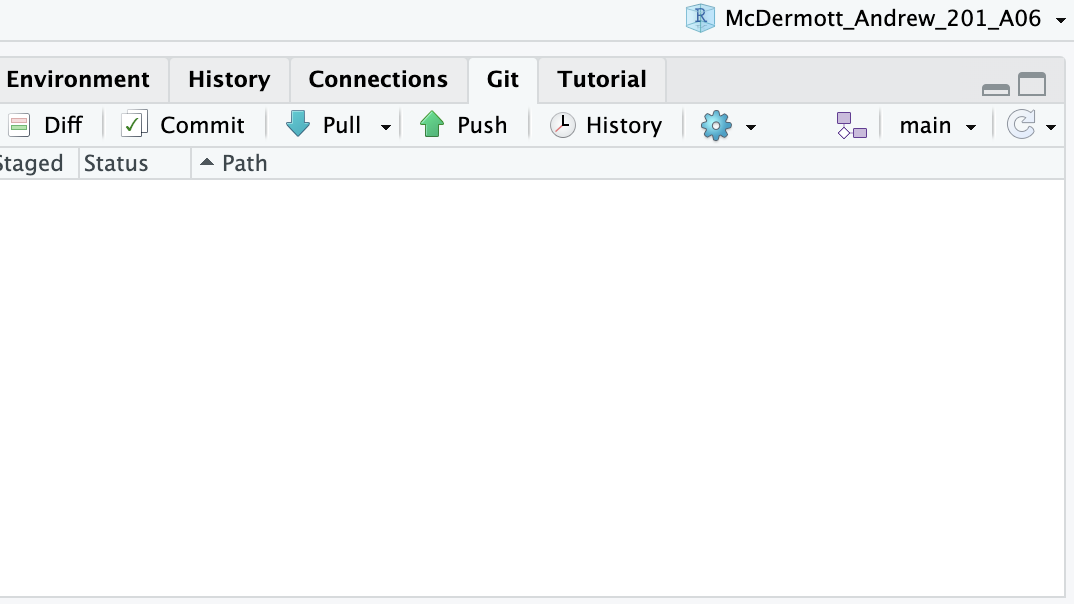 R McDermott_Andrew_201_A06
Environment History Connections Git Tutorial
Diff Commit Pull Push History main
Staged Status Path